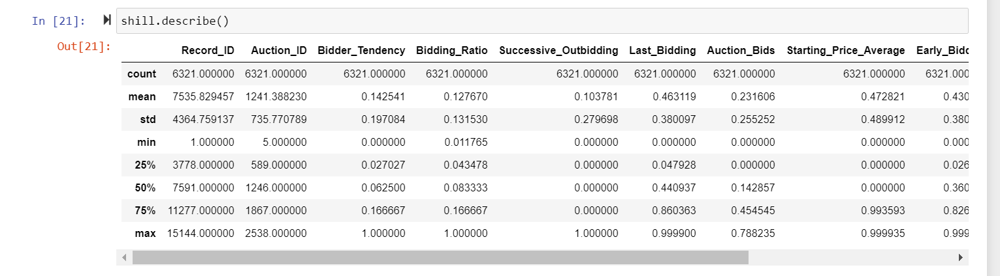 In [21]: shill.describe()
Out[21]:
Record_ID Auction_ID Bidder_Tendency Bidding_Ratio Successive_Outbidding Last_Bidding Auction_Bids Starting_Price_Average Early_Bidd
count 6321.000000 6321.000000 6321.000000 6321.000000 6321.000000 6321.000000 6321.000000 6321.000000 6321.000
mean 7535.829457 1241.388230 0.142541 0.127670 0.103781 0.463119 0.231606 0.472821 0.430
std 4364.759137 735.770789 0.197084 0.131530 0.279698 0.380097 0.255252 0.489912 0.380
min 1.000000 5.000000 0.000000 0.011765 0.000000 0.000000 0.000000 0.000000 0.000
25% 3778.000000 589.000000 0.027027 0.043478 0.000000 0.047928 0.000000 0.000000 0.026
50% 7591.000000 1246.000000 0.062500 0.083333 0.000000 0.440937 0.142857 0.000000 0.360
75% 11277.000000 1867.000000 0.166667 0.166667 0.000000 0.860363 0.454545 0.993593 0.826
max 15144.000000 2538.000000 1.000000 1.000000 1.000000 0.999900 0.788235 0.999935 0.999